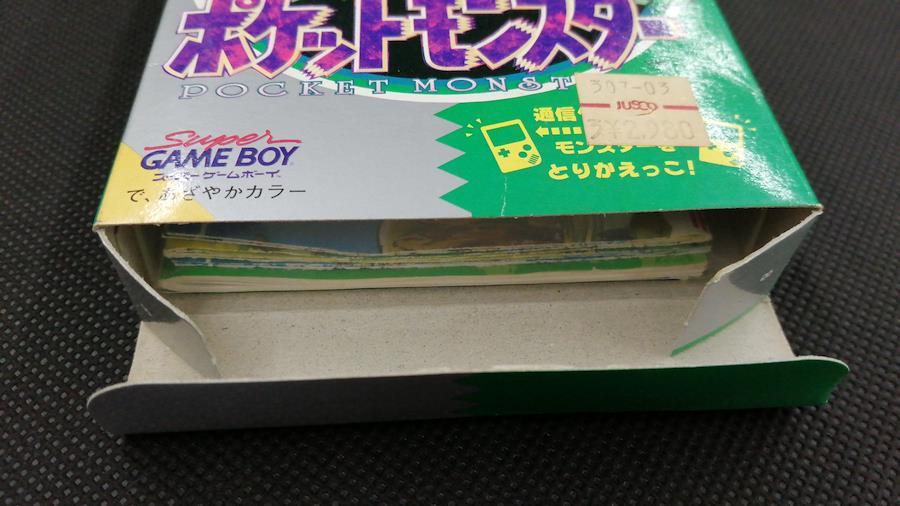 ポケットモンスター
POCKET MONST
307-03
JUSCO
¥2,980
通信
モンスターを
とりかえっこ!
Super
GAME BOY
スーパーゲームボーイ
で、あざやかカラー